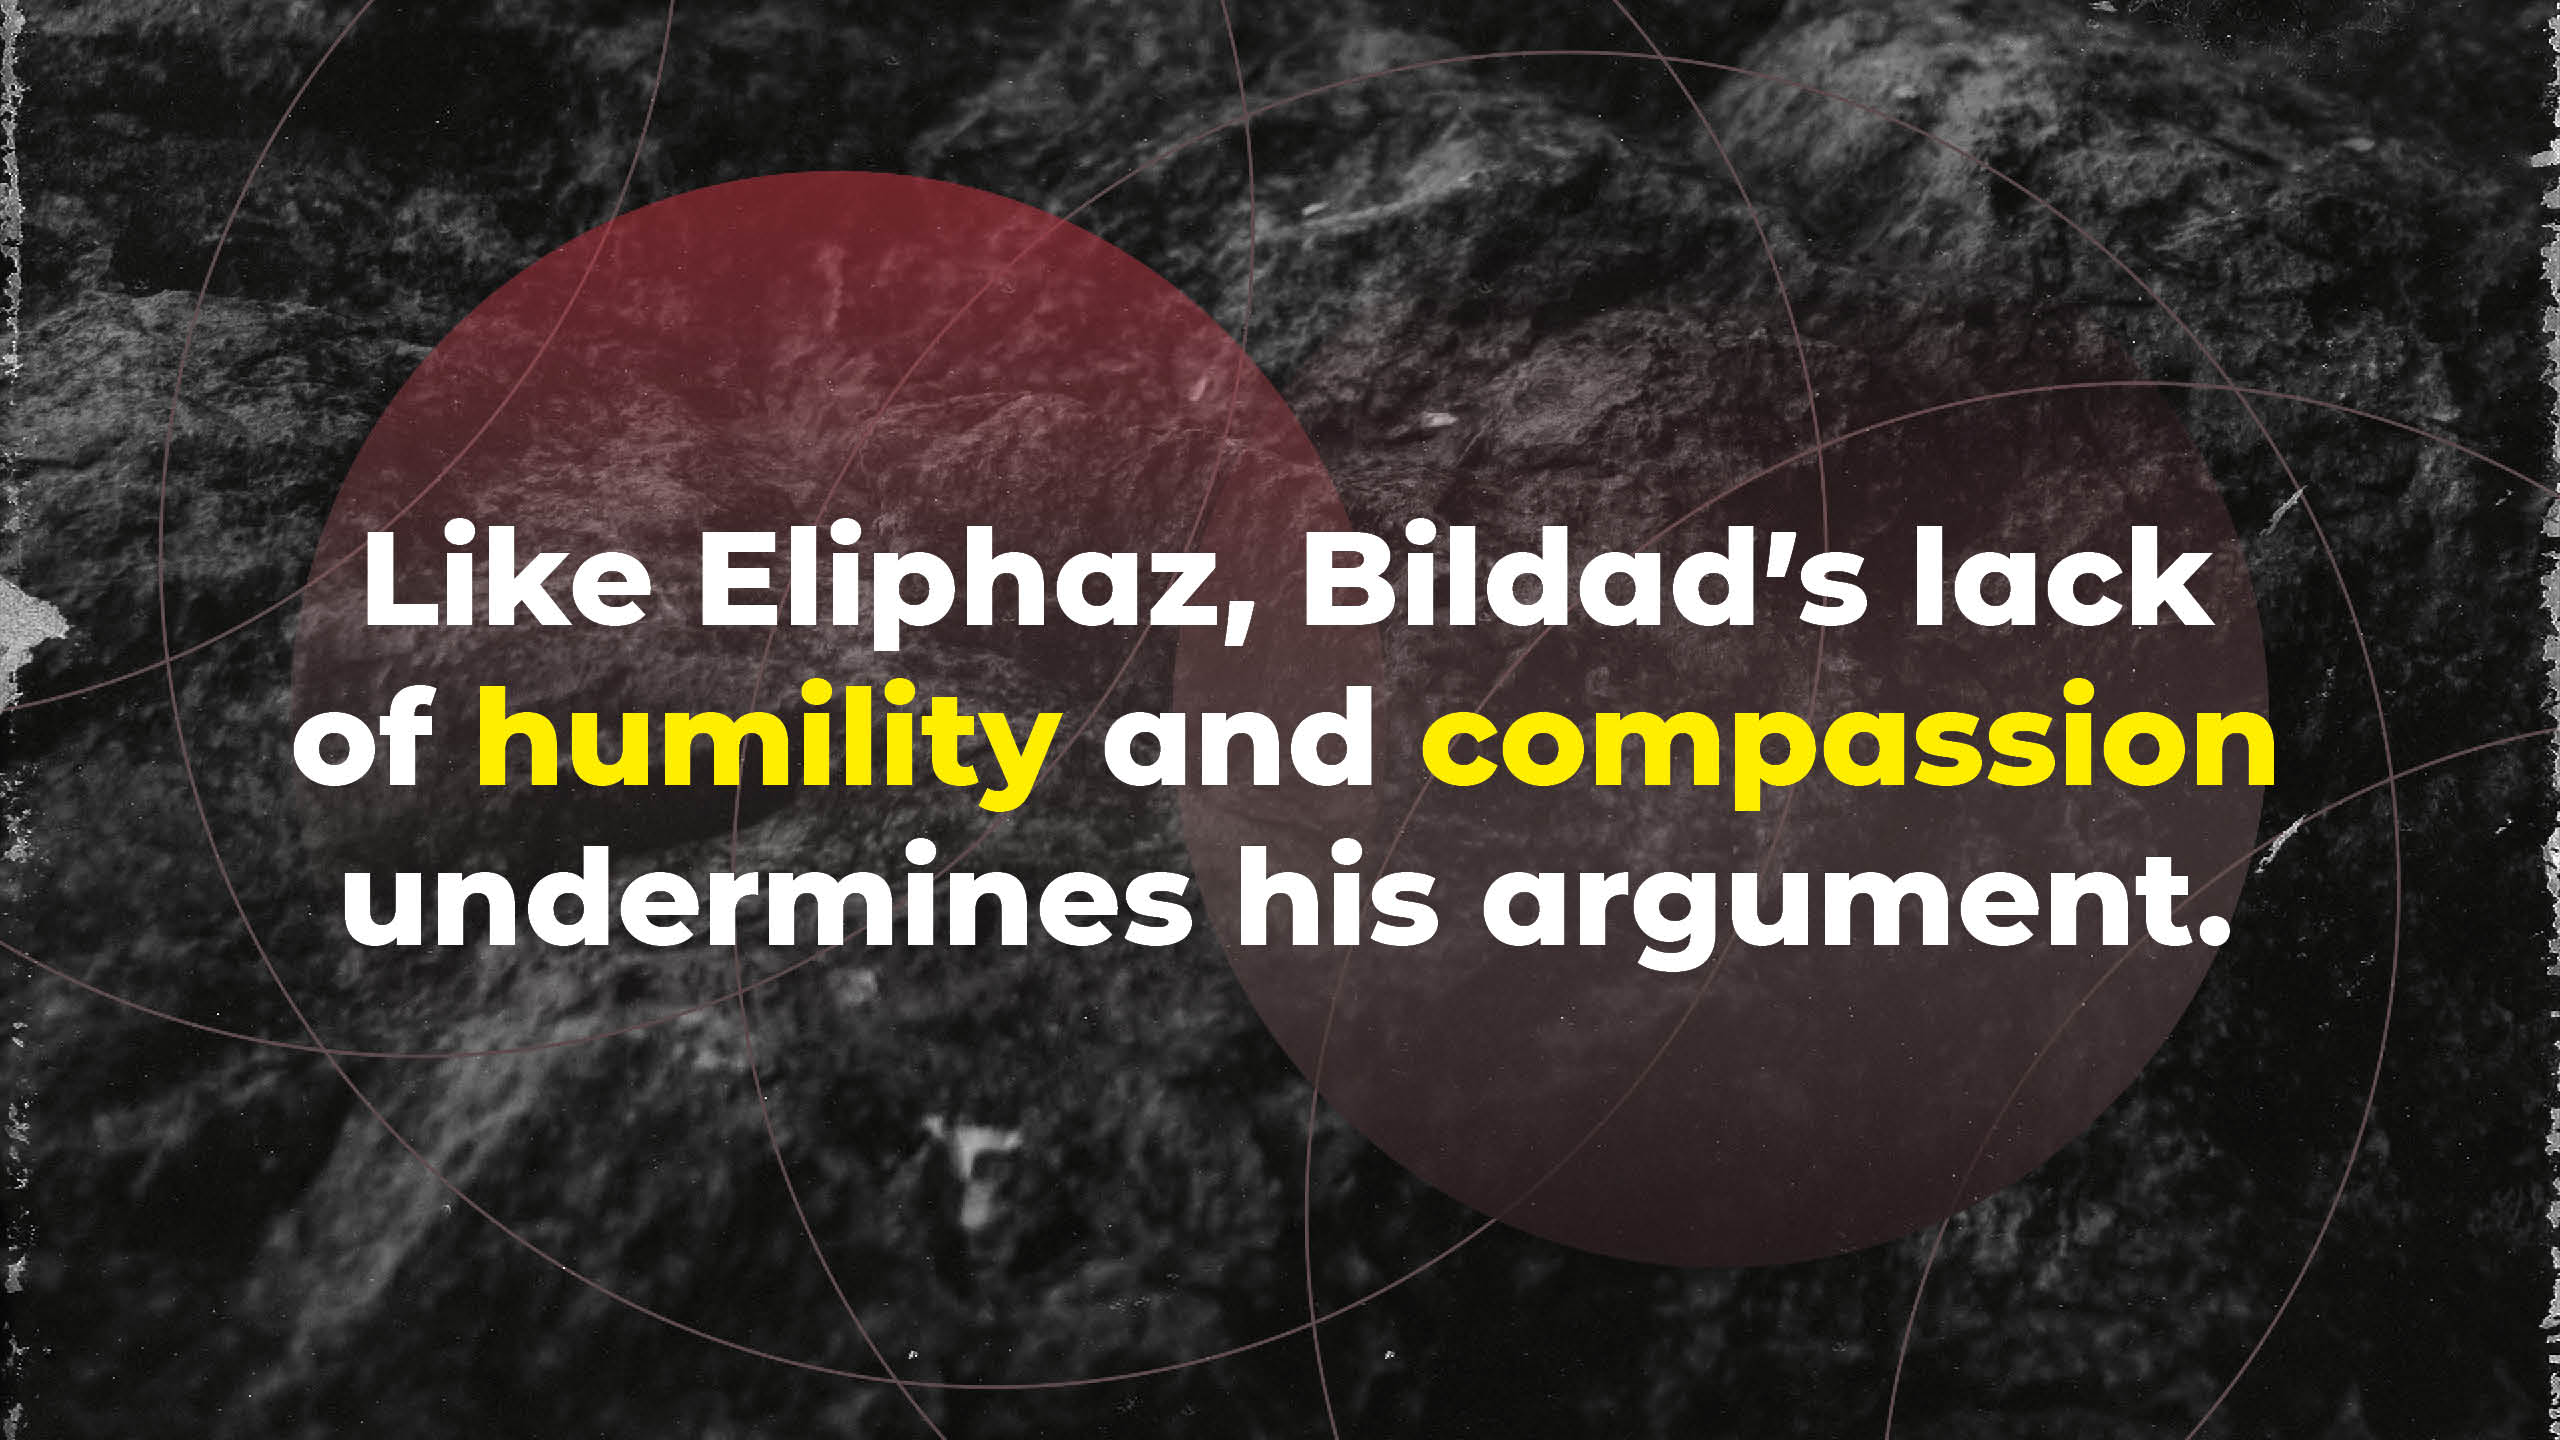 Like Eliphaz, Bildad’s lack
of humility and compassion
undermines his argument.